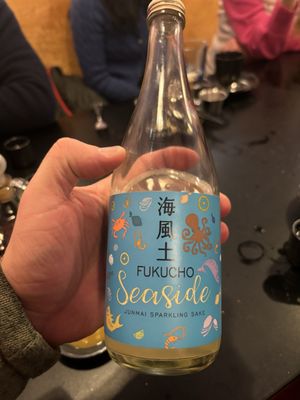 海
風
土
FUKUCHO
Seaside
JUNMAI SPARKLING SAKE